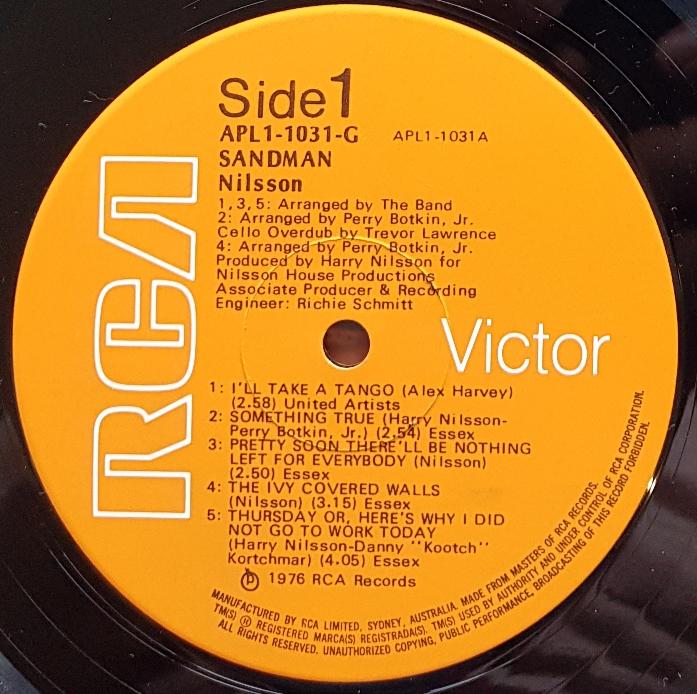 Side 1
APL1-1031-G APL1-1031A
SANDMAN
Nilsson
1,3,5: Arranged by The Band
2: Arranged by Perry Botkin, Jr.
Cello Overdub by Trevor Lawrence
4: Arranged by Perry Botkin, Jr.
Produced by Harry Nilsson for
Nilsson House Productions
Associate Producer & Recording
Engineer: Richie Schmitt
RCA
Victor
1: I'LL TAKE A TANGO (Alex Harvey)
(2.58) United Artists
2: SOMETHING TRUE (Harry Nilsson-
Perry Botkin, Jr.) (2.54) Essex
3: PRETTY SOON THERE'LL BE NOTHING
LEFT FOR EVERYBODY (Nilsson)
(2.50) Essex
4: THE IVY COVERED WALLS
(Nilsson) (3.15) Essex
5: THURSDAY OR, HERE'S WHY I DID
NOT GO TO WORK TODAY
(Harry Nilsson-Danny "Kootch"
Kortchmar) (4.05) Essex
℗ 1976 RCA Records
MANUFACTURED BY RCA LIMITED, SYDNEY, AUSTRALIA. MADE FROM MASTERS OF RCA RECORDS.
TM(S) ® REGISTERED MARCA(S) REGISTRADA(S). TM(S) USED BY AUTHORITY AND UNDER CONTROL OF RCA CORPORATION.
ALL RIGHTS RESERVED. UNAUTHORIZED COPYING, PUBLIC PERFORMANCE, BROADCASTING OF THIS RECORD FORBIDDEN.